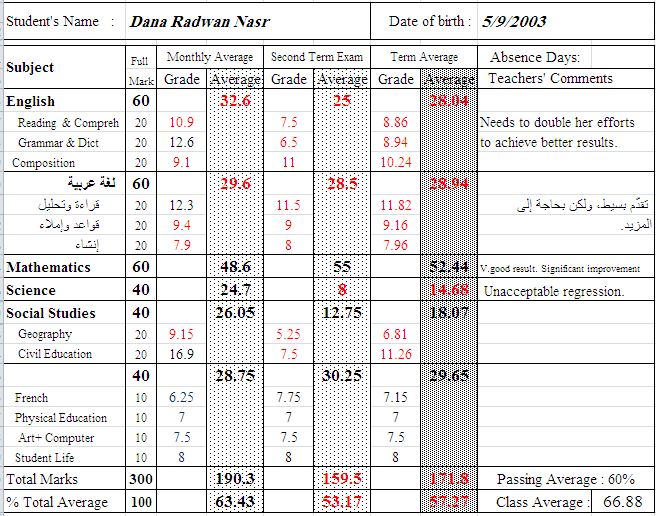 Student's Name : Dana Radwan Nasr Date of birth : 5/9/2003
Subject Full Mark Monthly Average Second Term Exam Term Average Absence Days:
Grade Average Grade Average Grade Average Teachers' Comments
English 60 32.6 25 28.04
Reading & Compreh 20 10.9 7.5 8.86 Needs to double her efforts
Grammar & Dict 20 12.6 6.5 8.94 to achieve better results.
Composition 20 9.1 11 10.24
لغة عربية 60 29.6 28.5 28.94
قراءة وتحليل 20 12.3 11.5 11.82 تقدّم بسيط، ولكن بحاجة إلى
قواعد وإملاء 20 9.4 9 9.16 المزيد.
إنشاء 20 7.9 8 7.96
Mathematics 60 48.6 55 52.44 V.good result. Significant improvement
Science 40 24.7 8 14.68 Unacceptable regression.
Social Studies 40 26.05 12.75 18.07
Geography 20 9.15 5.25 6.81
Civil Education 20 16.9 7.5 11.26
40 28.75 30.25 29.65
French 10 6.25 7.75 7.15
Physical Education 10 7 7 7
Art+ Computer 10 7.5 7.5 7.5
Student Life 10 8 8 8
Total Marks 300 190.3 159.5 171.8 Passing Average : 60%
% Total Average 100 63.43 53.17 57.27 Class Average : 66.88